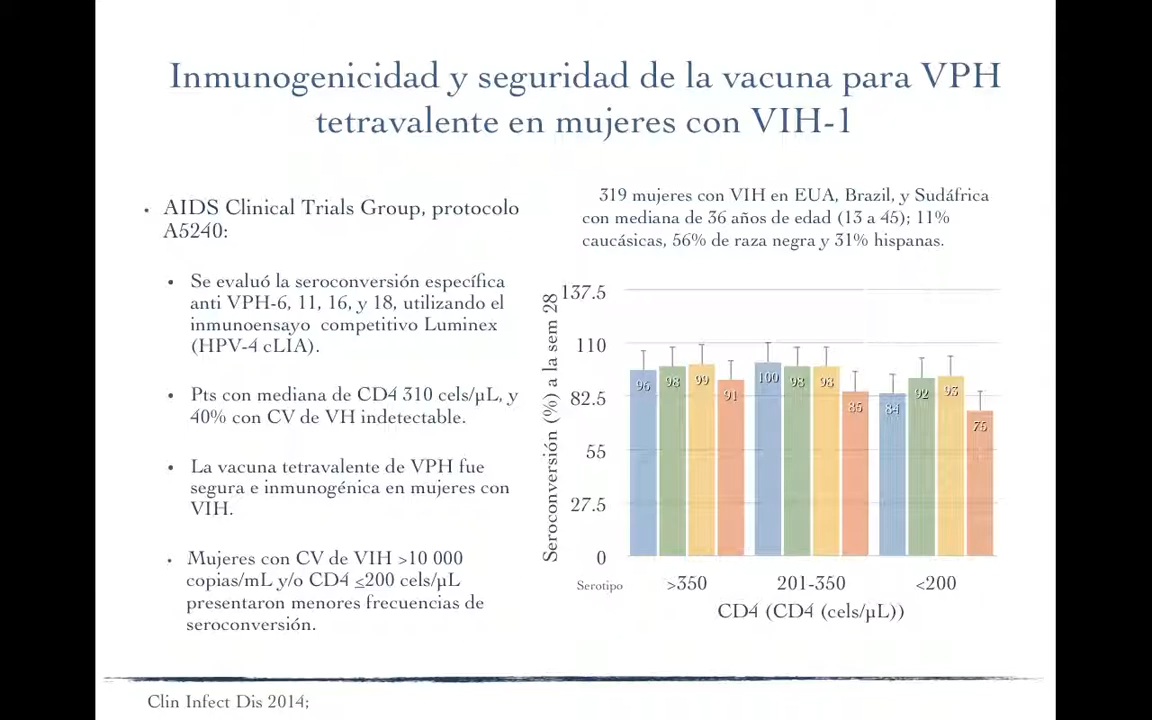 Inmunogenicidad y seguridad de la vacuna para VPH
tetravalente en mujeres con VIH-1
• AIDS Clinical Trials Group, protocolo
A5240:
• Se evaluó la seroconversión específica
anti VPH-6, 11, 16, y 18, utilizando el
inmunoensayo competitivo Luminex
(HPV-4 cLIA).
• Pts con mediana de CD4 310 cels/µL, y
40% con CV de VH indetectable.
• La vacuna tetravalente de VPH fue
segura e inmunogénica en mujeres con
VIH.
• Mujeres con CV de VIH >10 000
copias/mL y/o CD4 ≤200 cels/µL
presentaron menores frecuencias de
seroconversión.
319 mujeres con VIH en EUA, Brazil, y Sudáfrica
con mediana de 36 años de edad (13 a 45); 11%
caucásicas, 56% de raza negra y 31% hispanas.
Seroconversión (%) a la sem 28
137.5
110
82.5
55
27.5
0
96 98 99 91 100 98 98 85 84 92 93 75
Serotipo >350 201-350 <200
CD4 (CD4 (cels/µL))
Clin Infect Dis 2014;